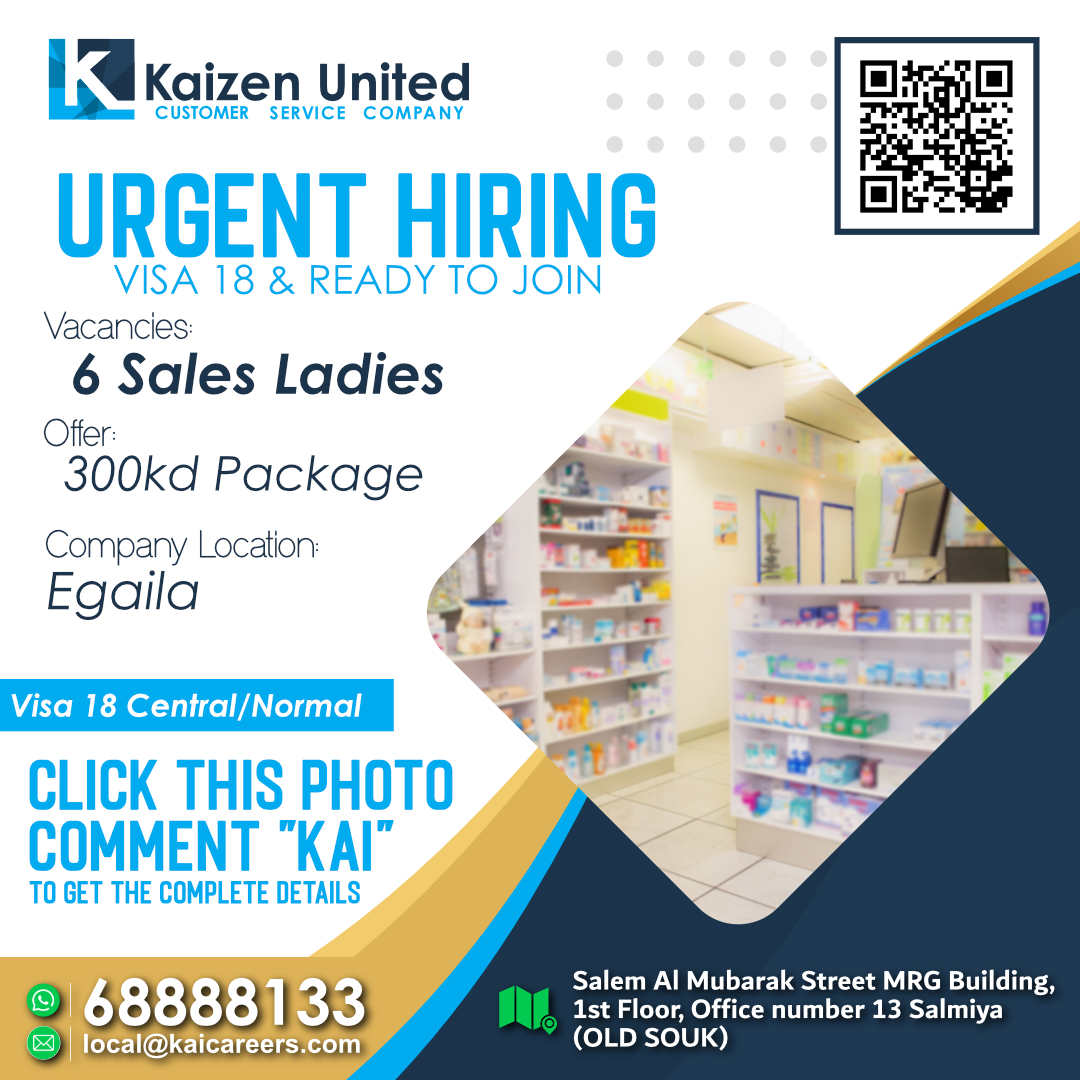 K Kaizen United
CUSTOMER SERVICE COMPANY
URGENT HIRING
VISA 18 & READY TO JOIN
Vacancies:
6 Sales Ladies
Offer:
300kd Package
Company Location:
Egaila
Visa 18 Central/Normal
CLICK THIS PHOTO
COMMENT "KAI"
TO GET THE COMPLETE DETAILS
68888133
local@kaicareers.com
Salem Al Mubarak Street MRG Building,
1st Floor, Office number 13 Salmiya
(OLD SOUK)